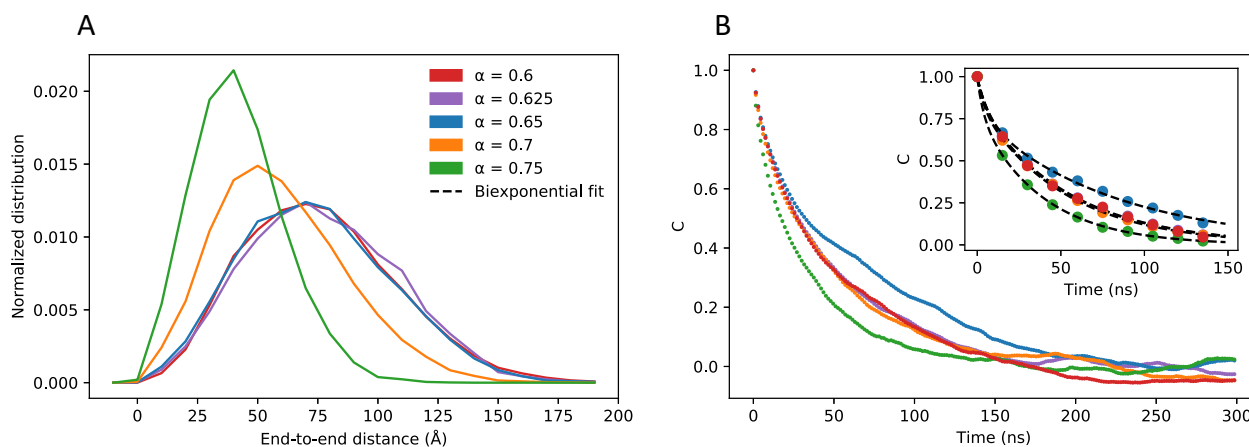 A
Normalized distribution
0.020
0.015
0.010
0.005
0.000
α = 0.6
α = 0.625
α = 0.65
α = 0.7
α = 0.75
Biexponential fit
0
25
50
75
100
125
150
175
200
End-to-end distance (Å)
B
C
1.0
0.8
0.6
0.4
0.2
0.0
0
50
100
150
200
250
300
Time (ns)
C
1.00
0.75
0.50
0.25
0.00
0
50
100
150
Time (ns)